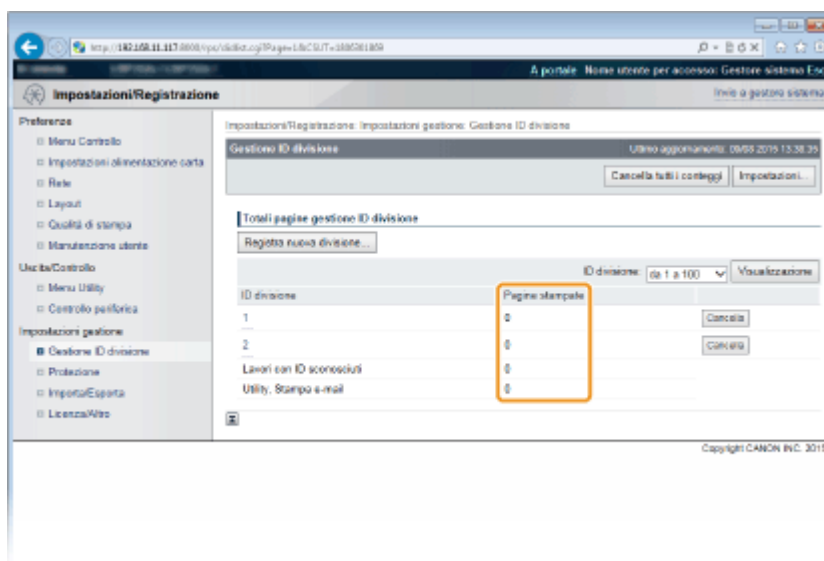 A portale Nome utente per accesso: Gestore sistema
Impostazioni/Registrazione
Invio a gestore sistema
Preferenze
Menu Controllo
Impostazioni alimentazione carta
Rete
Layout
Qualità di stampa
Manutenzione utente
Uscita/Controllo
Menu Utility
Controllo periferica
Impostazioni gestione
Gestione ID divisione
Protezione
Importa/Esporta
Licenza/Altro
Impostazioni/Registrazione: Impostazioni gestione: Gestione ID divisione
Gestione ID divisione
Ultimo aggiornamento:
Cancella tutti i conteggi
Impostazioni...
Totali pagine gestione ID divisione
Registra nuova divisione...
ID divisione: da 1 a 100 Visualizzazione
ID divisione Pagine stampate
1 0 Cancella
2 0 Cancella
Lavori con ID sconosciuti 0
Utility, Stampa e-mail 0
Copyright CANON INC. 2015